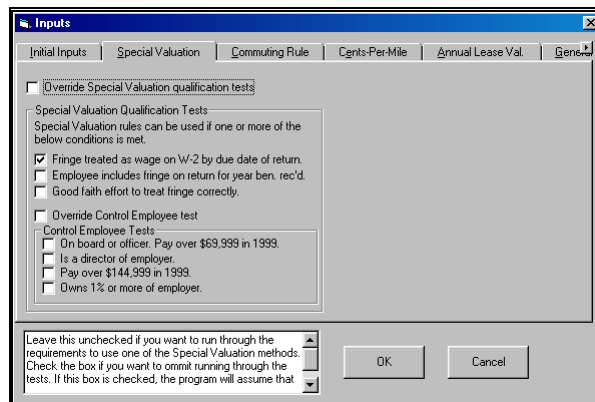 Inputs
Initial Inputs
Special Valuation
Commuting Rule
Cents-Per-Mile
Annual Lease Val.
General
Override Special Valuation qualification tests
Special Valuation Qualification Tests
Special Valuation rules can be used if one or more of the
below conditions is met.
Fringe treated as wage on W-2 by due date of return.
Employee includes fringe on return for year ben. rec'd.
Good faith effort to treat fringe correctly.
Override Control Employee test
Control Employee Tests
On board or officer. Pay over $69,999 in 1999.
Is a director of employer.
Pay over $144,999 in 1999.
Owns 1% or more of employer.
Leave this unchecked if you want to run through the
requirements to use one of the Special Valuation methods.
Check the box if you want to ommit running through the
tests. If this box is checked, the program will assume that
OK
Cancel